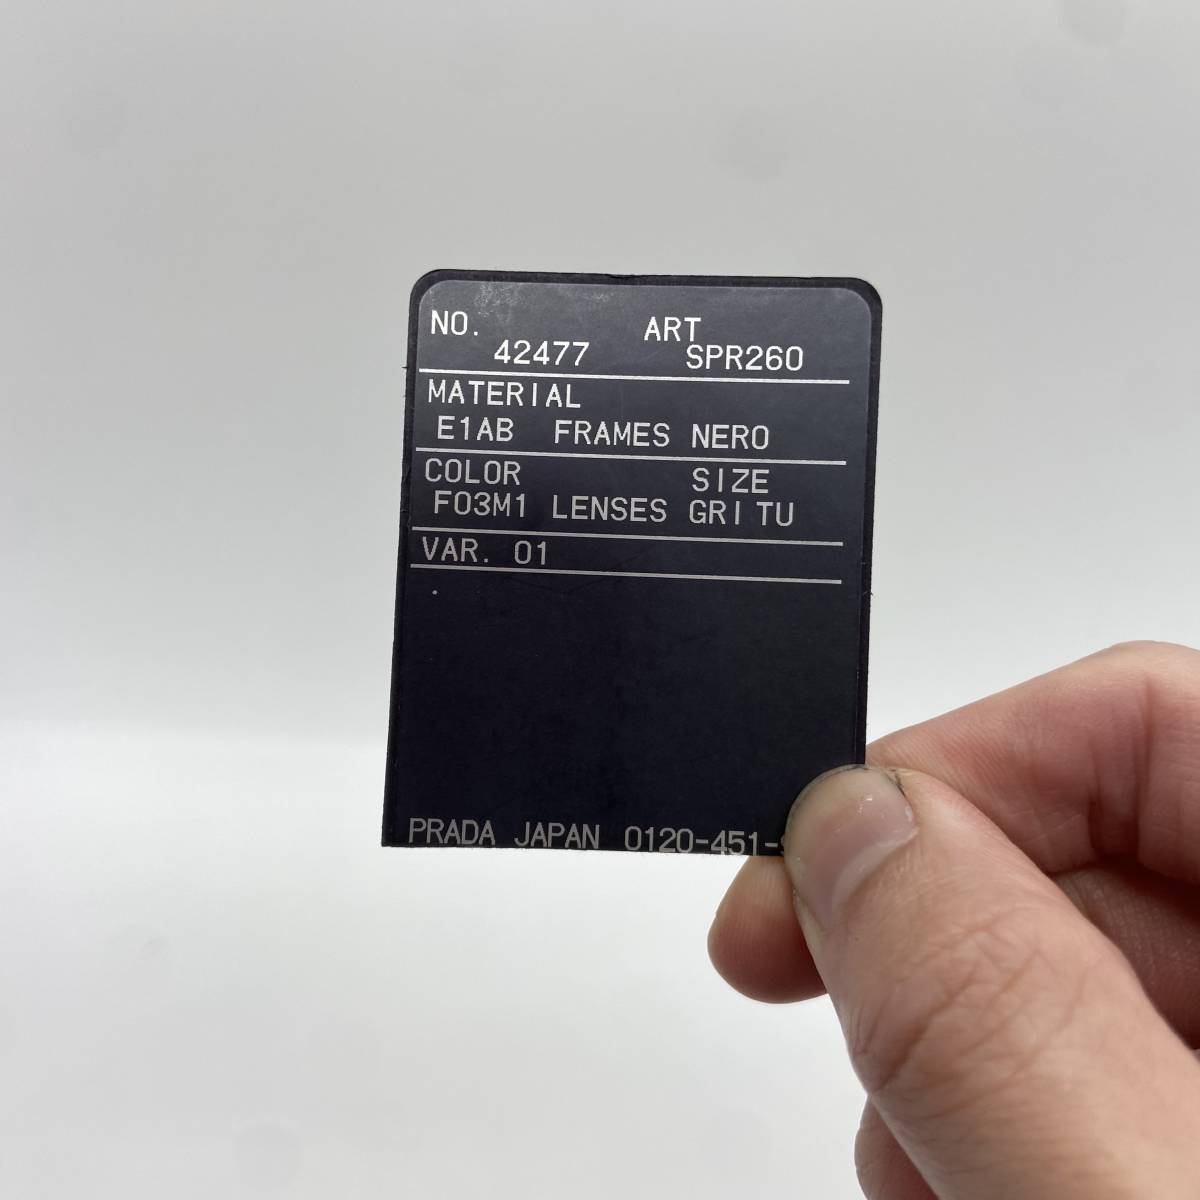 NO. ART
42477 SPR260
MATERIAL
E1AB FRAMES NERO
COLOR SIZE
F03M1 LENSES GRI TU
VAR. 01
PRADA JAPAN 0120-451-